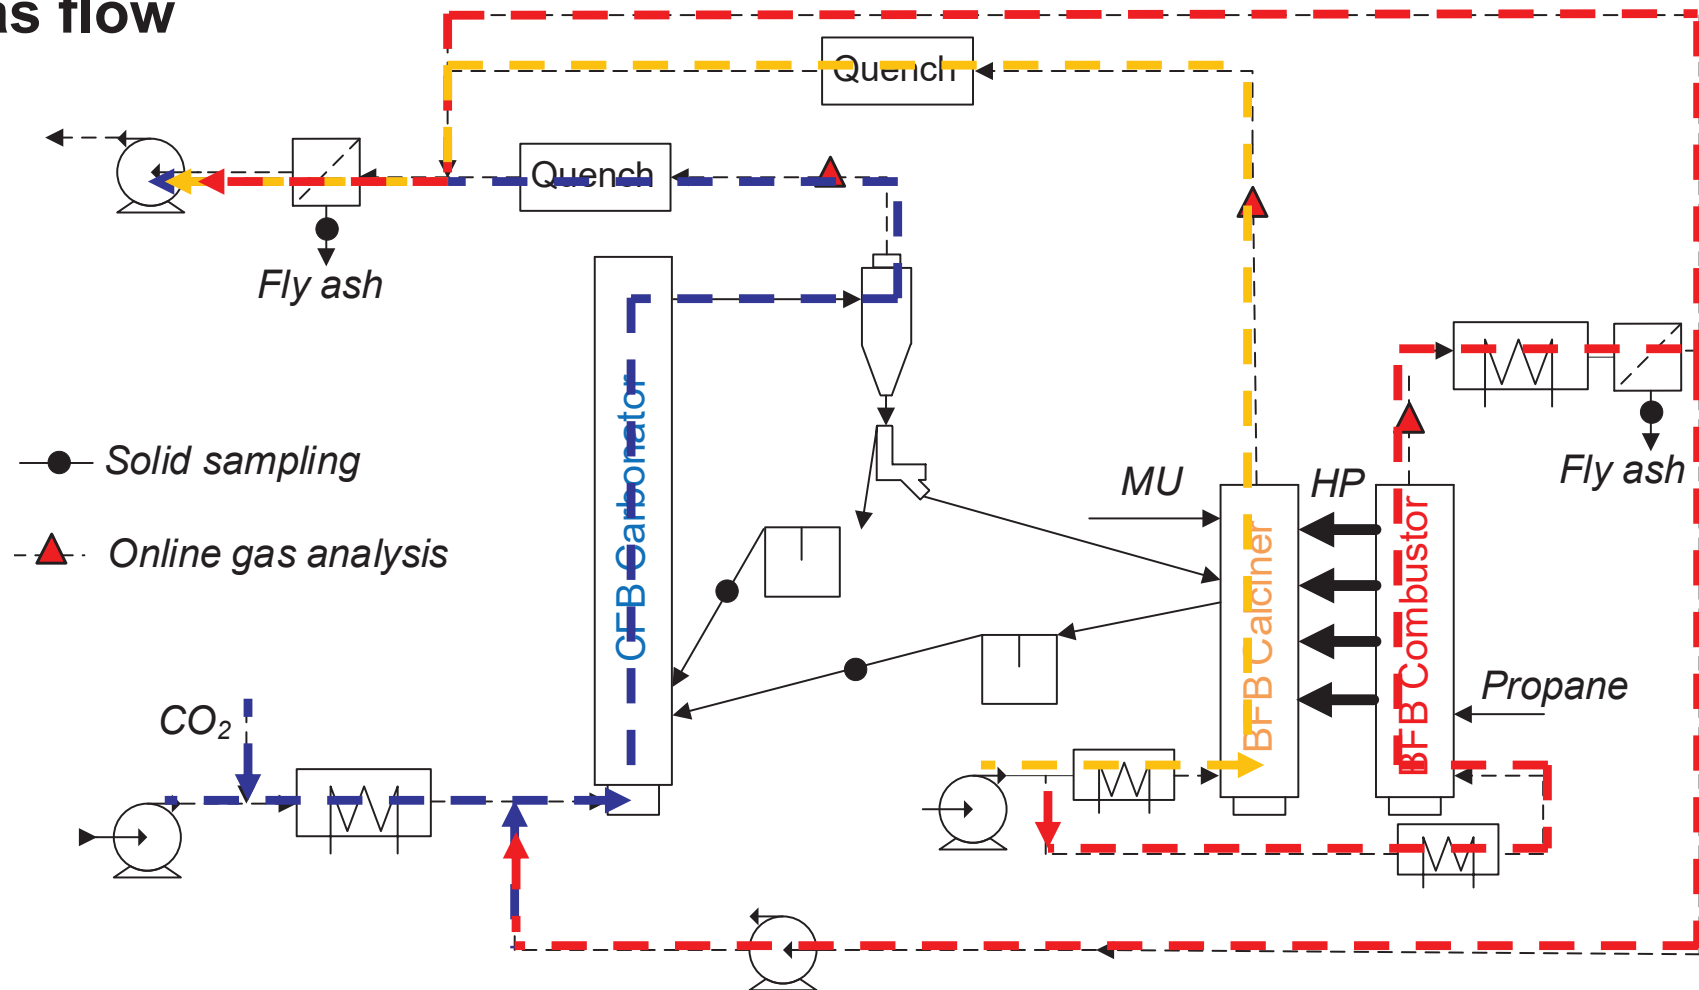 as flow
Quench
Quench
Fly ash
CFB Carbonator
Solid sampling
Online gas analysis
MU
HP
Fly ash
BFB Calciner
BFB Combustor
Propane
CO₂